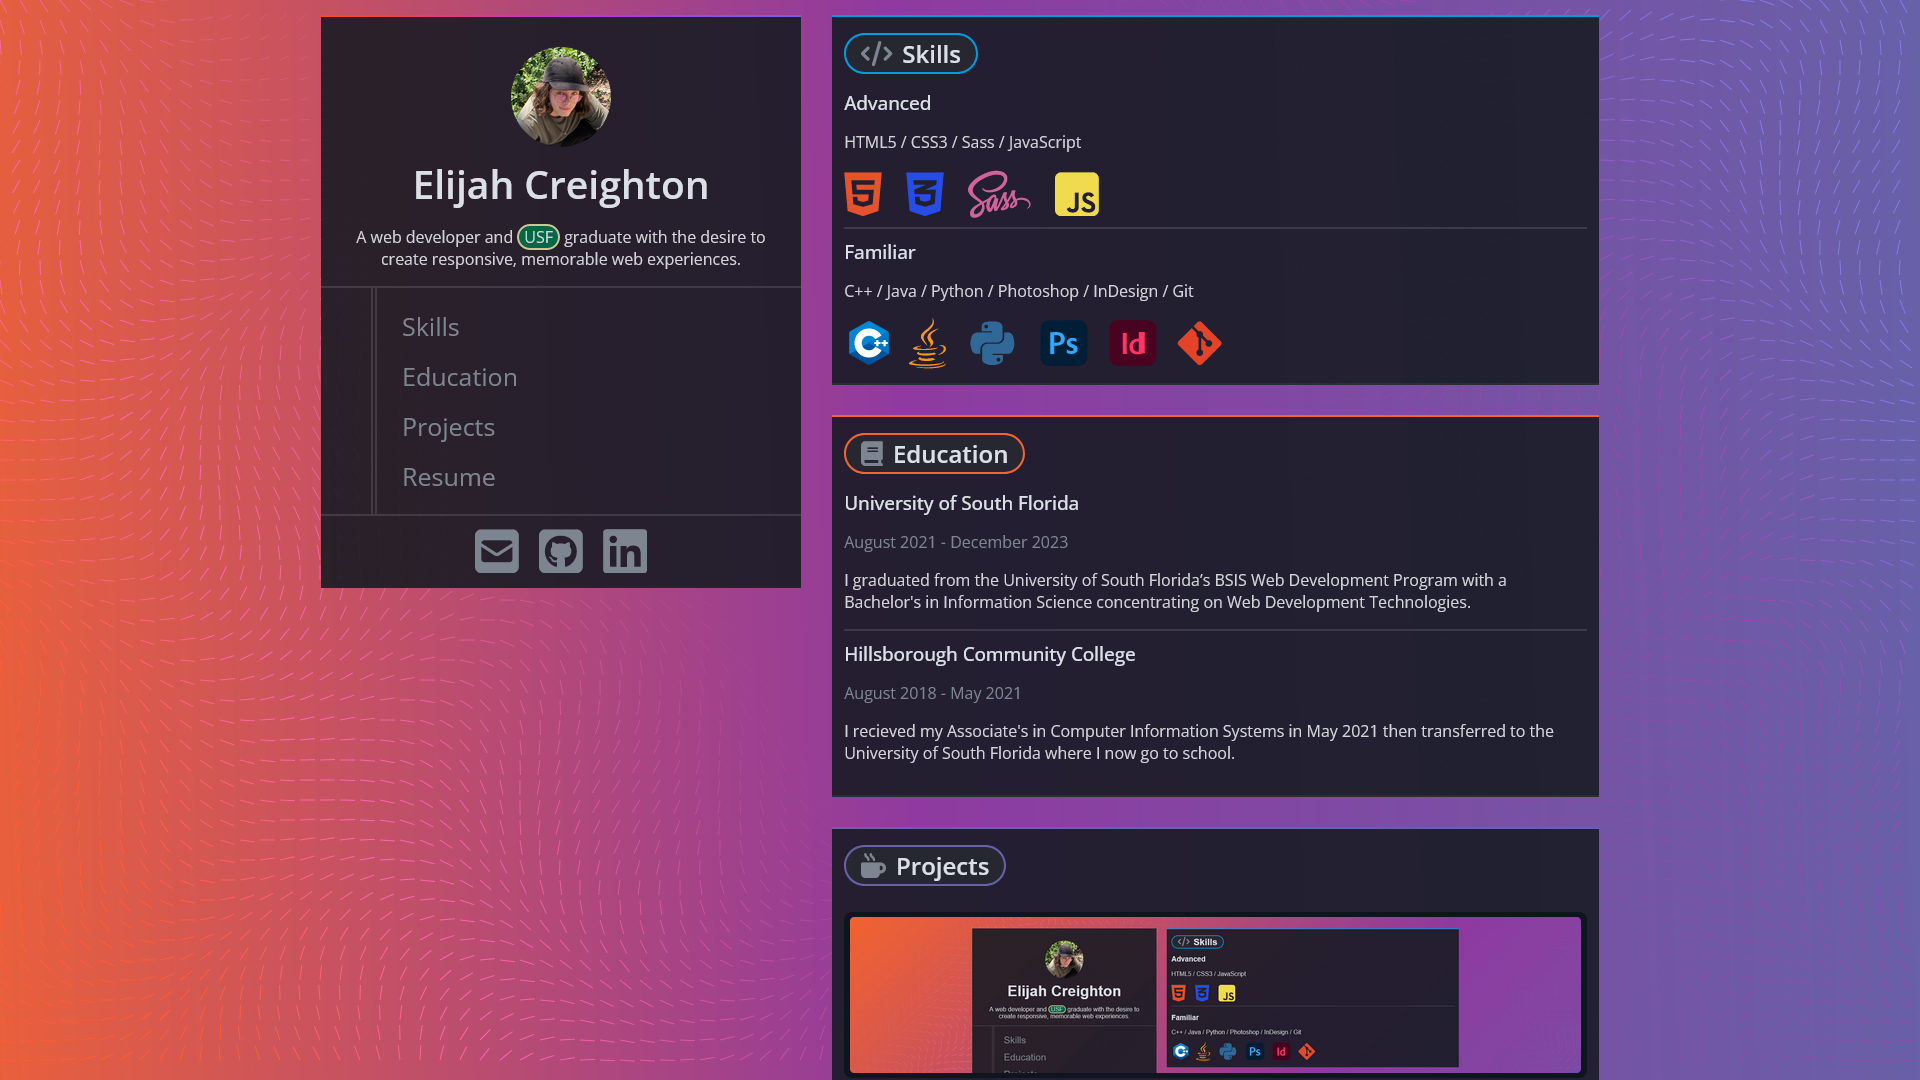 Elijah Creighton
A web developer and USF graduate with the desire to
create responsive, memorable web experiences.
Skills
Education
Projects
Resume
in
</> Skills
Advanced
HTML5 / CSS3 / Sass / JavaScript
5 3 Sass JS
Familiar
C++ / Java / Python / Photoshop / InDesign / Git
C++ Ps Id
Education
University of South Florida
August 2021 - December 2023
I graduated from the University of South Florida’s BSIS Web Development Program with a
Bachelor's in Information Science concentrating on Web Development Technologies.
Hillsborough Community College
August 2018 - May 2021
I recieved my Associate's in Computer Information Systems in May 2021 then transferred to the
University of South Florida where I now go to school.
Projects
Elijah Creighton
A web developer and USF graduate with the desire to
create responsive, memorable web experiences.
Skills
Education
</> Skills
Advanced
HTML5 / CSS3 / JavaScript
5 3 JS
Familiar
C++ / Java / Python / Photoshop / InDesign / Git
C++ Ps Id